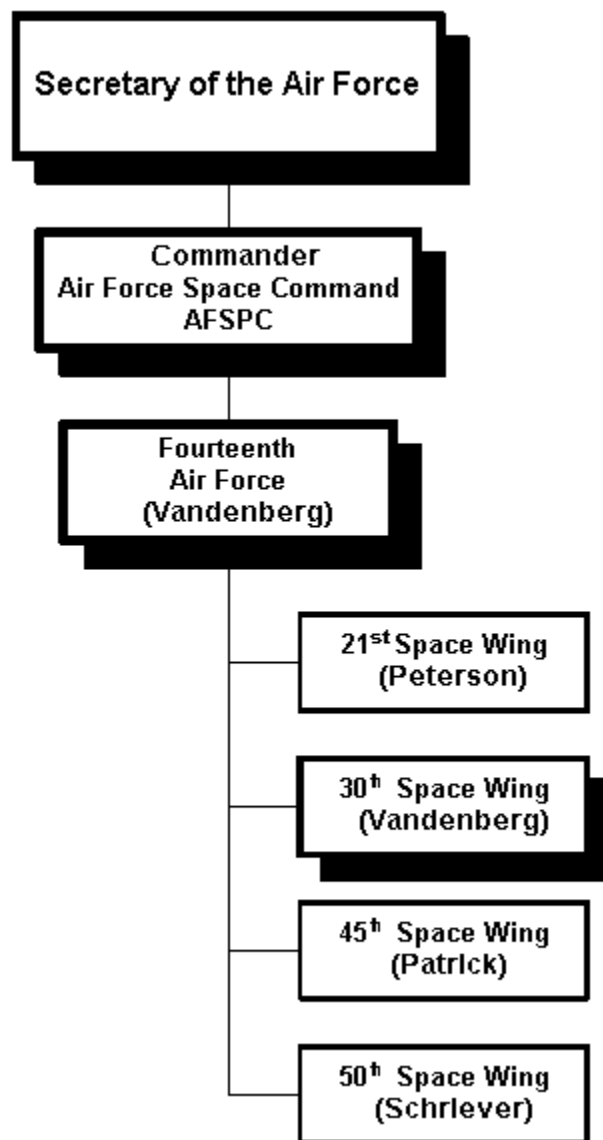 Secretary of the Air Force
Commander
Air Force Space Command
AFSPC
Fourteenth
Air Force
(Vandenberg)
21st Space Wing
(Peterson)
30th Space Wing
(Vandenberg)
45th Space Wing
(Patrick)
50th Space Wing
(Schriever)